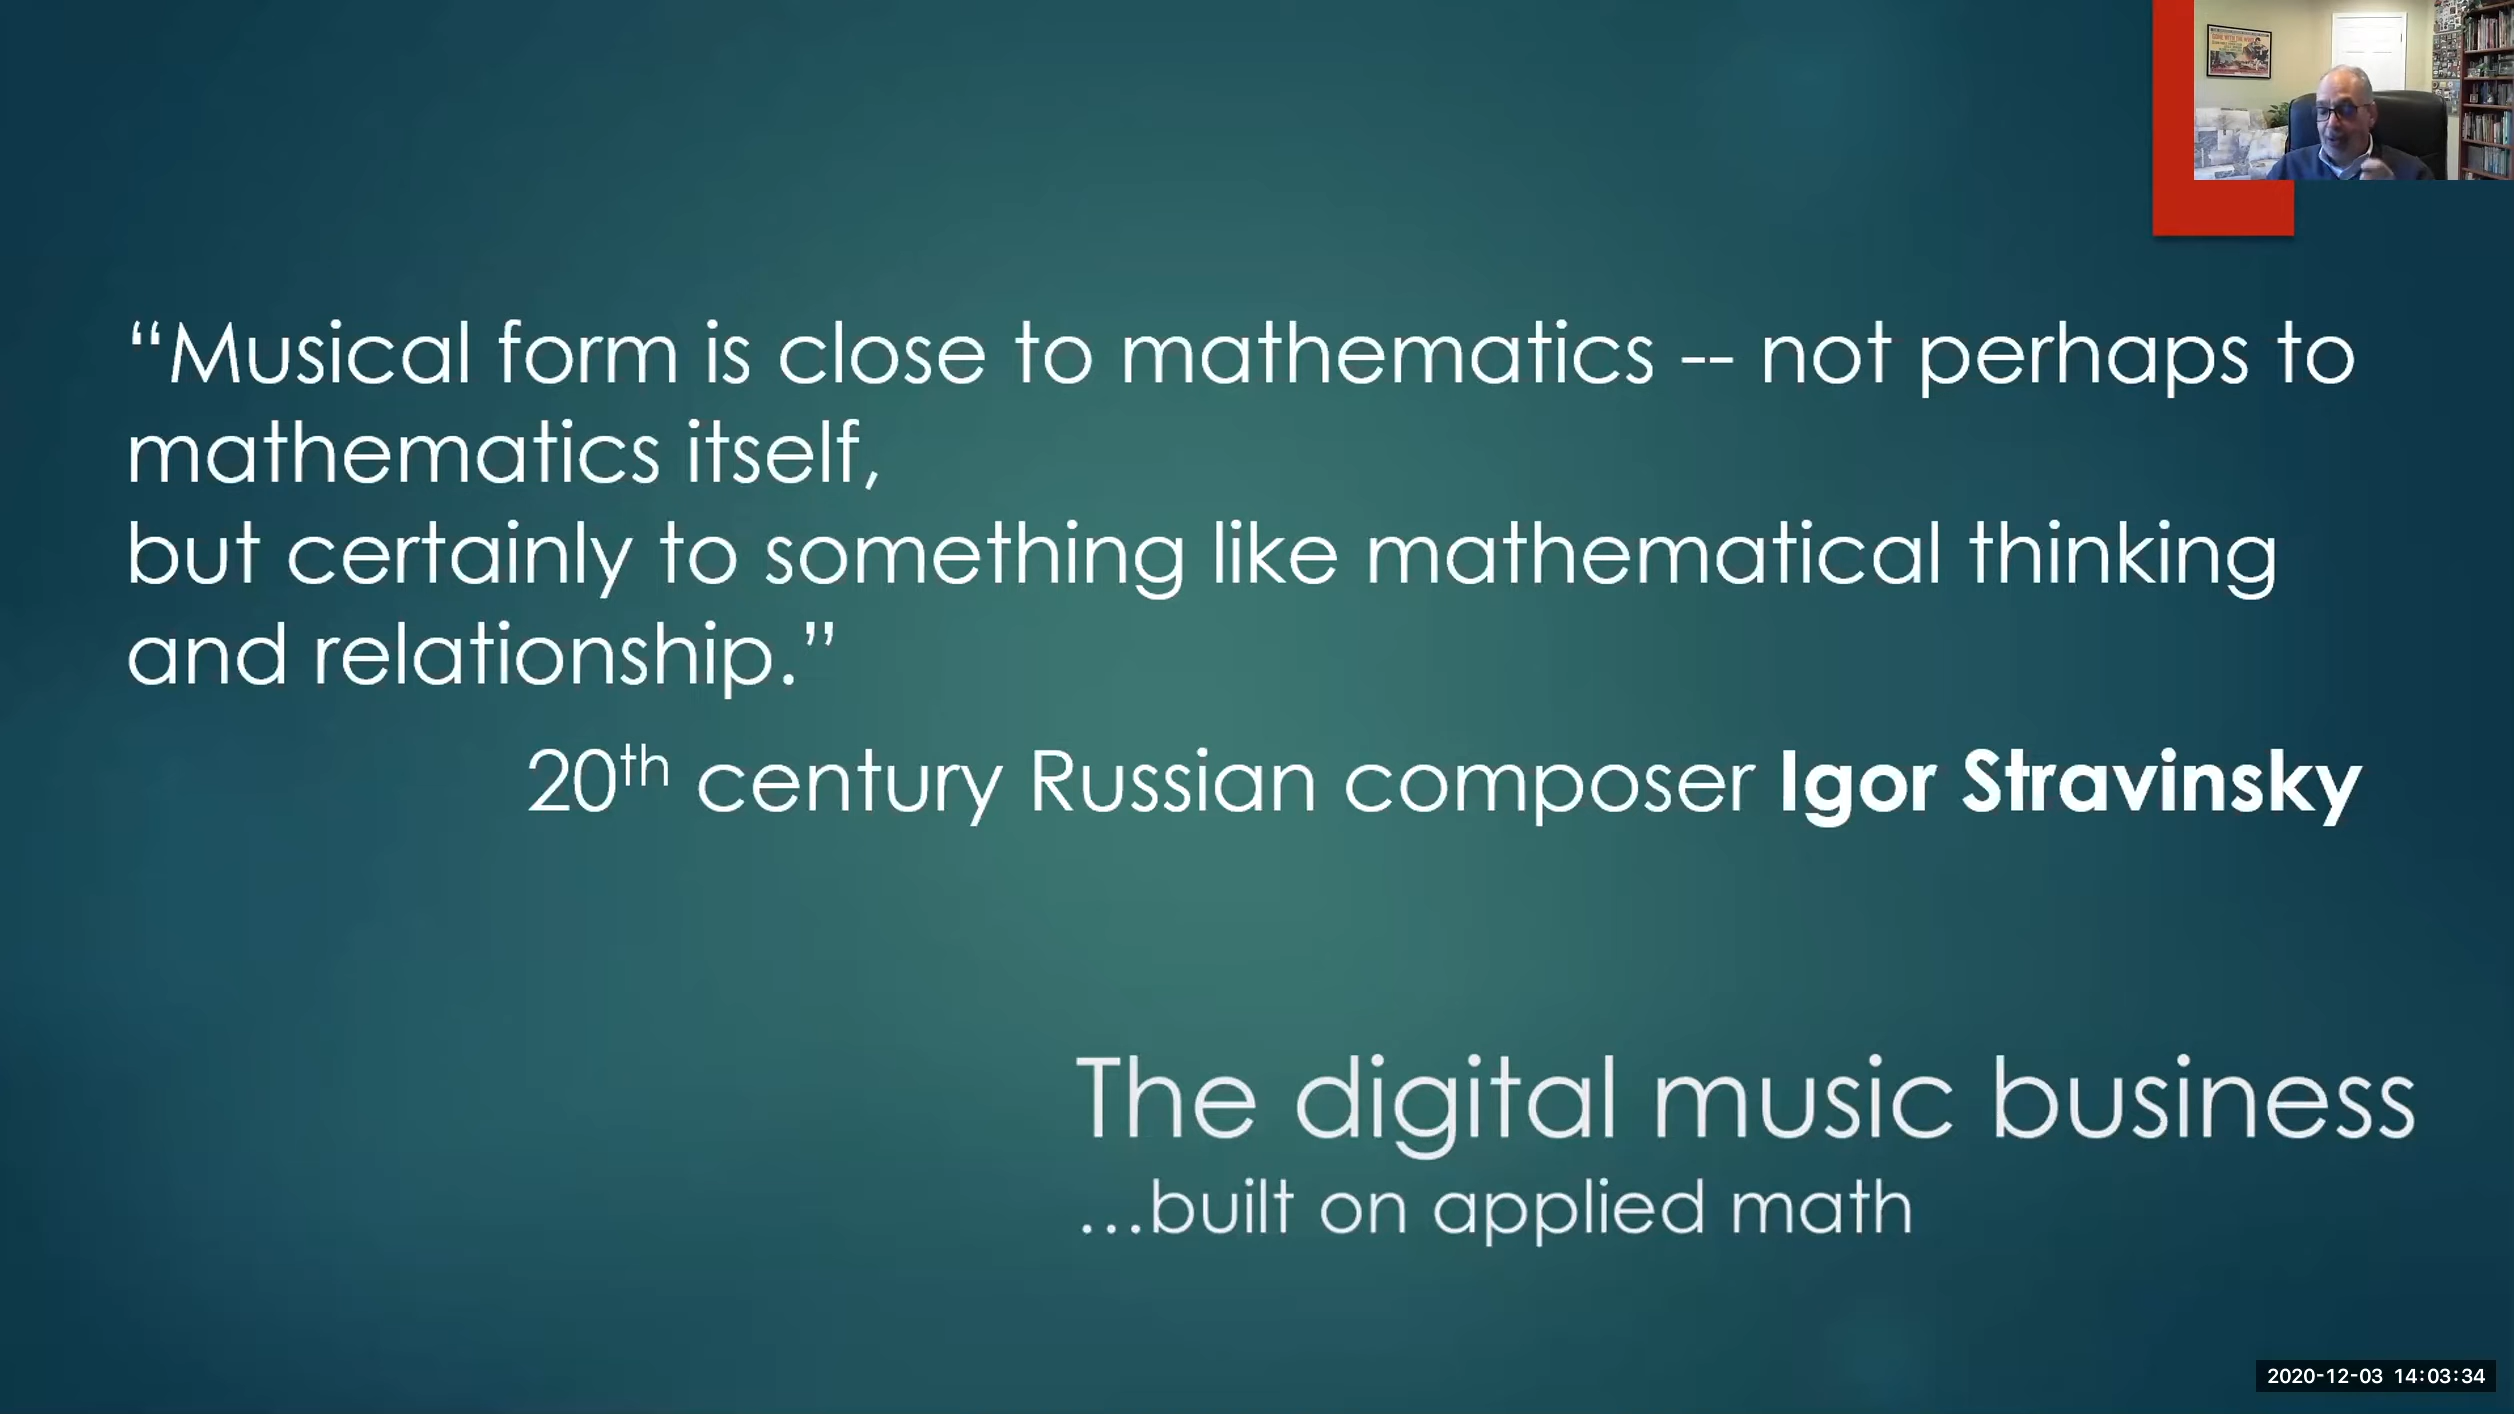 “Musical form is close to mathematics -- not perhaps to
mathematics itself,
but certainly to something like mathematical thinking
and relationship.”
20th century Russian composer Igor Stravinsky
The digital music business
...built on applied math
2020-12-03 14:03:34